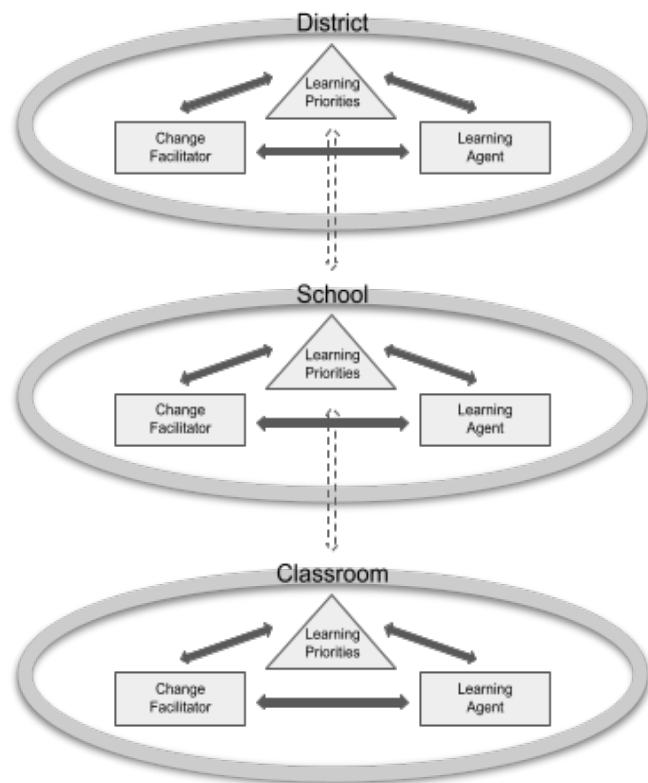 District
Learning
Priorities
Change
Facilitator
Learning
Agent
School
Learning
Priorities
Change
Facilitator
Learning
Agent
Classroom
Learning
Priorities
Change
Facilitator
Learning
Agent